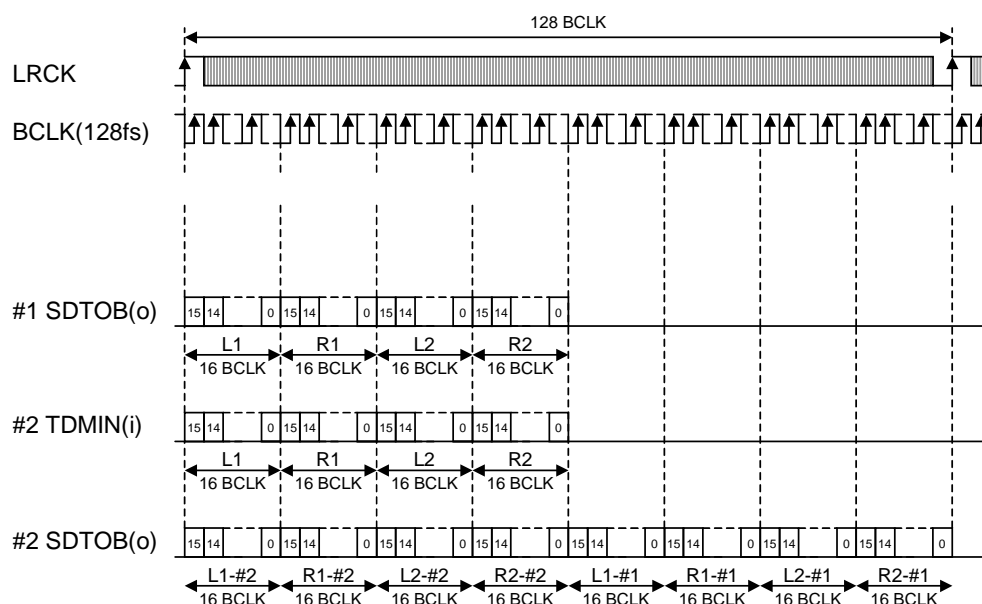 128 BCLK
LRCK
BCLK(128fs)
#1 SDTOB(o)
15 14 0 15 14 0 15 14 0 15 14 0
L1 R1 L2 R2
16 BCLK 16 BCLK 16 BCLK 16 BCLK
#2 TDMIN(i)
15 14 0 15 14 0 15 14 0 15 14 0
L1 R1 L2 R2
16 BCLK 16 BCLK 16 BCLK 16 BCLK
#2 SDTOB(o)
15 14 0 15 14 0 15 14 0 15 14 0 15 14 0 15 14 0 15 14 0 15 14 0
L1-#2 R1-#2 L2-#2 R2-#2 L1-#1 R1-#1 L2-#1 R2-#1
16 BCLK 16 BCLK 16 BCLK 16 BCLK 16 BCLK 16 BCLK 16 BCLK 16 BCLK